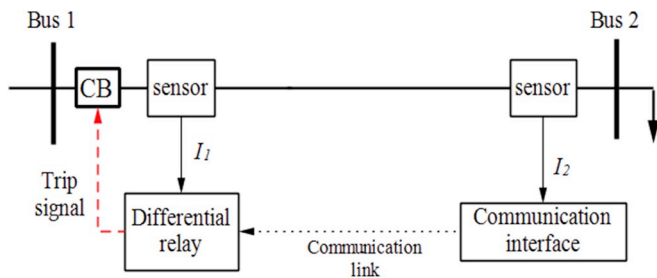 Bus 1
Bus 2
CB
sensor
sensor
I1
I2
Trip
signal
Differential
relay
Communication
link
Communication
interface